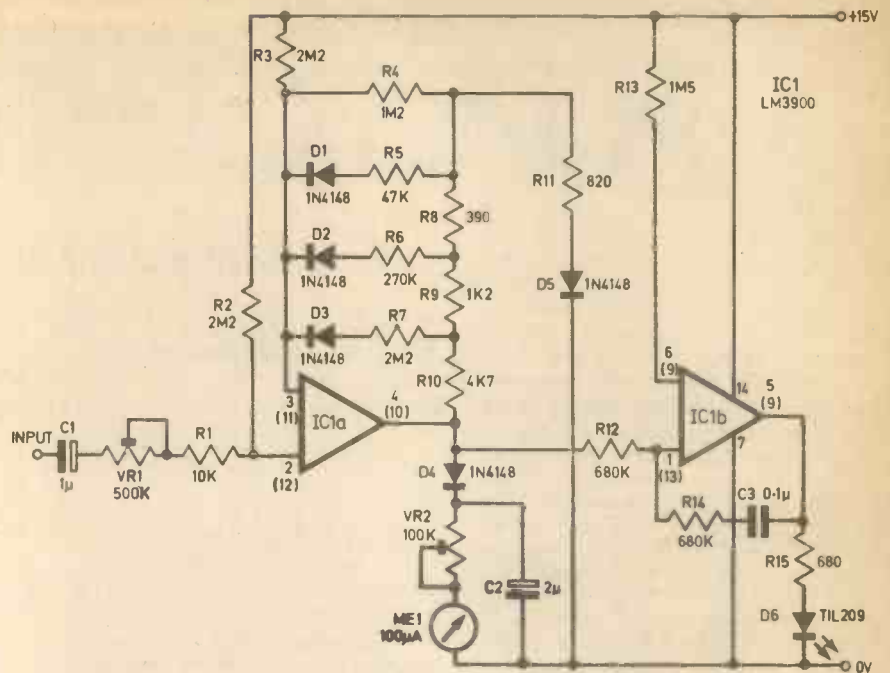 +15V
R3
2M2
R4
1M2
R13
1M5
IC1
LM3900
D1
R5
1N4148
47K
R11
820
R8
390
D2
R6
1N4148
270K
R9
1K2
D5
1N4148
R2
2M2
D3
R7
1N4148
2M2
R10
4K7
6
(9)
3
(11)
IC1a
4
(10)
14
5
(9)
IC1b
INPUT
C1
1μ
VR1
500K
R1
10K
2
(12)
D4
1N4148
R12
680K
1
(13)
7
VR2
100K
R14
680K
C3
0·1μ
C2
2μ
R15
680
ME1
100μA
D6
TIL209
0V